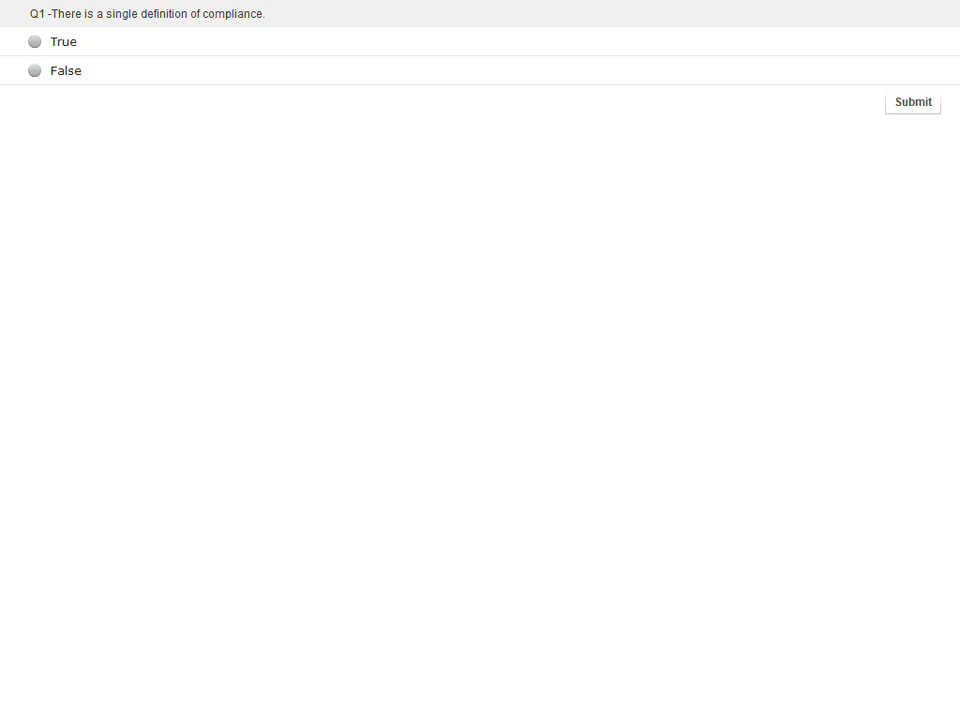 Q1 -There is a single definition of compliance.
True
False
Submit